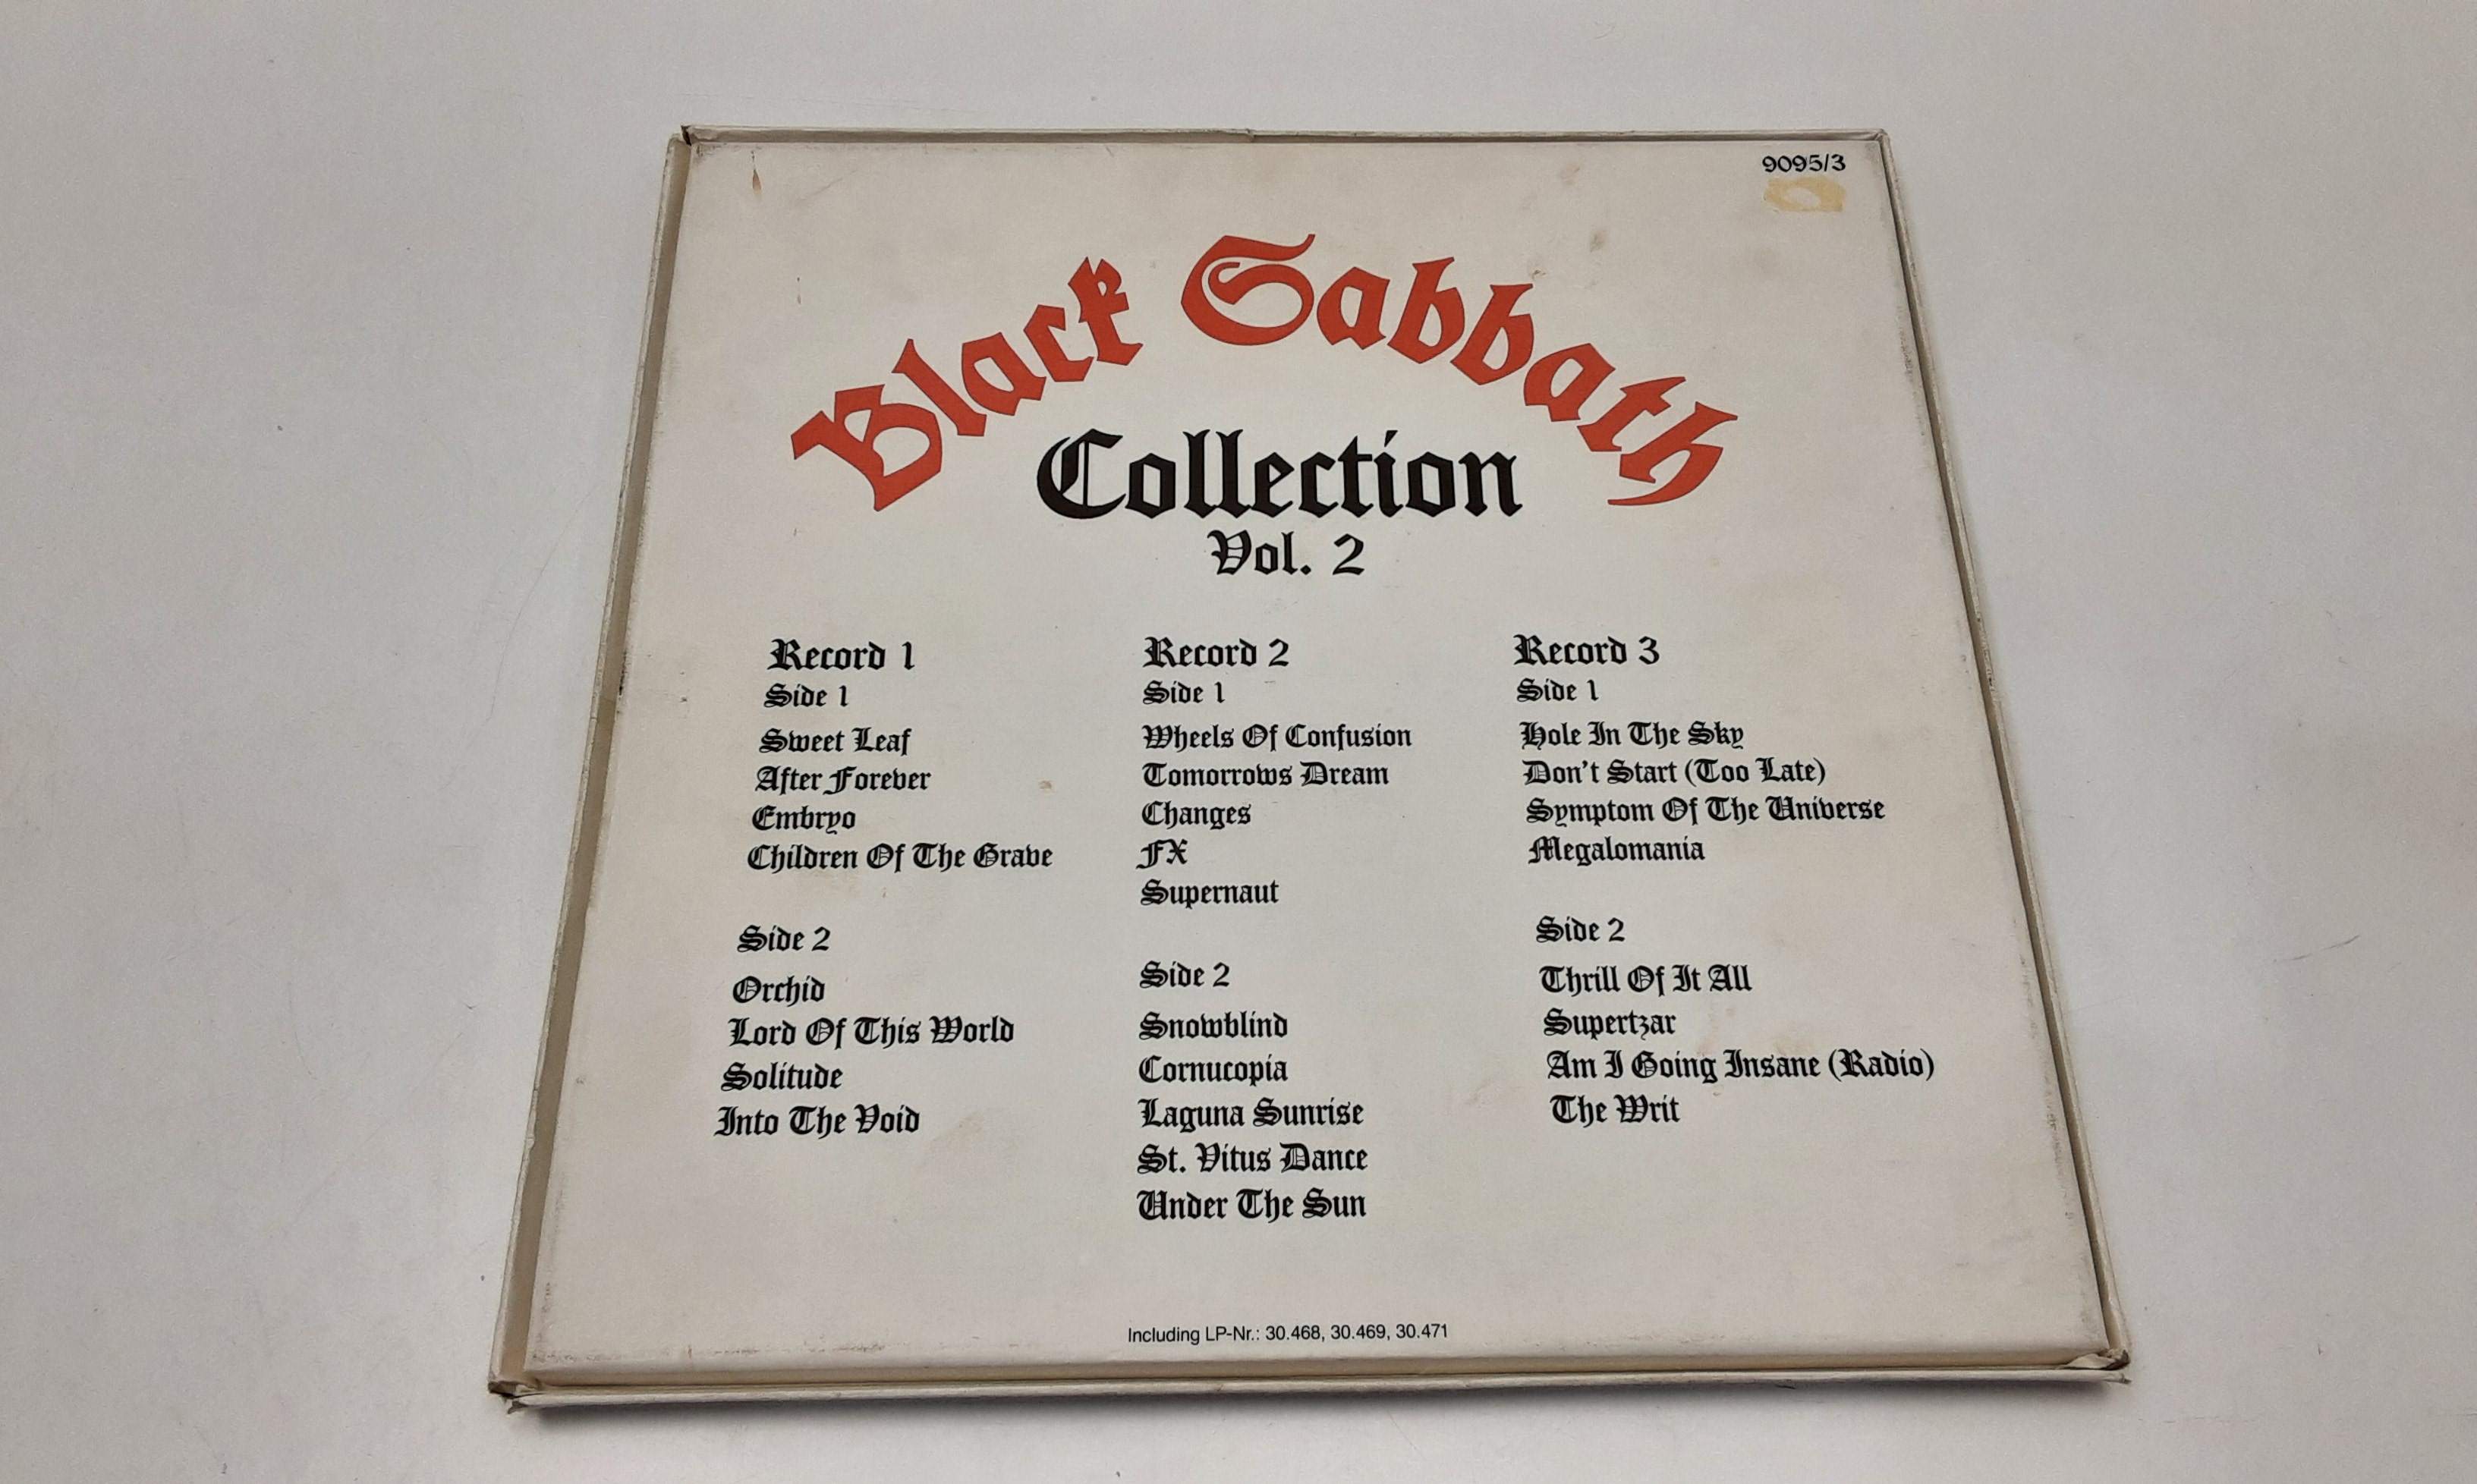 9095/3
Black Sabbath
Collection
Vol. 2
Record 1
Side 1
Sweet Leaf
After Forever
Embryo
Children Of The Grave
Side 2
Orchid
Lord Of This World
Solitude
Into The Void
Record 2
Side 1
Wheels Of Confusion
Tomorrows Dream
Changes
FX
Supernaut
Side 2
Snowblind
Cornucopia
Laguna Sunrise
St. Vitus Dance
Under The Sun
Record 3
Side 1
Hole In The Sky
Don't Start (Too Late)
Symptom Of The Universe
Megalomania
Side 2
Thrill Of It All
Supertzar
Am I Going Insane (Radio)
The Writ
Including LP-Nr.: 30.468, 30.469, 30.471